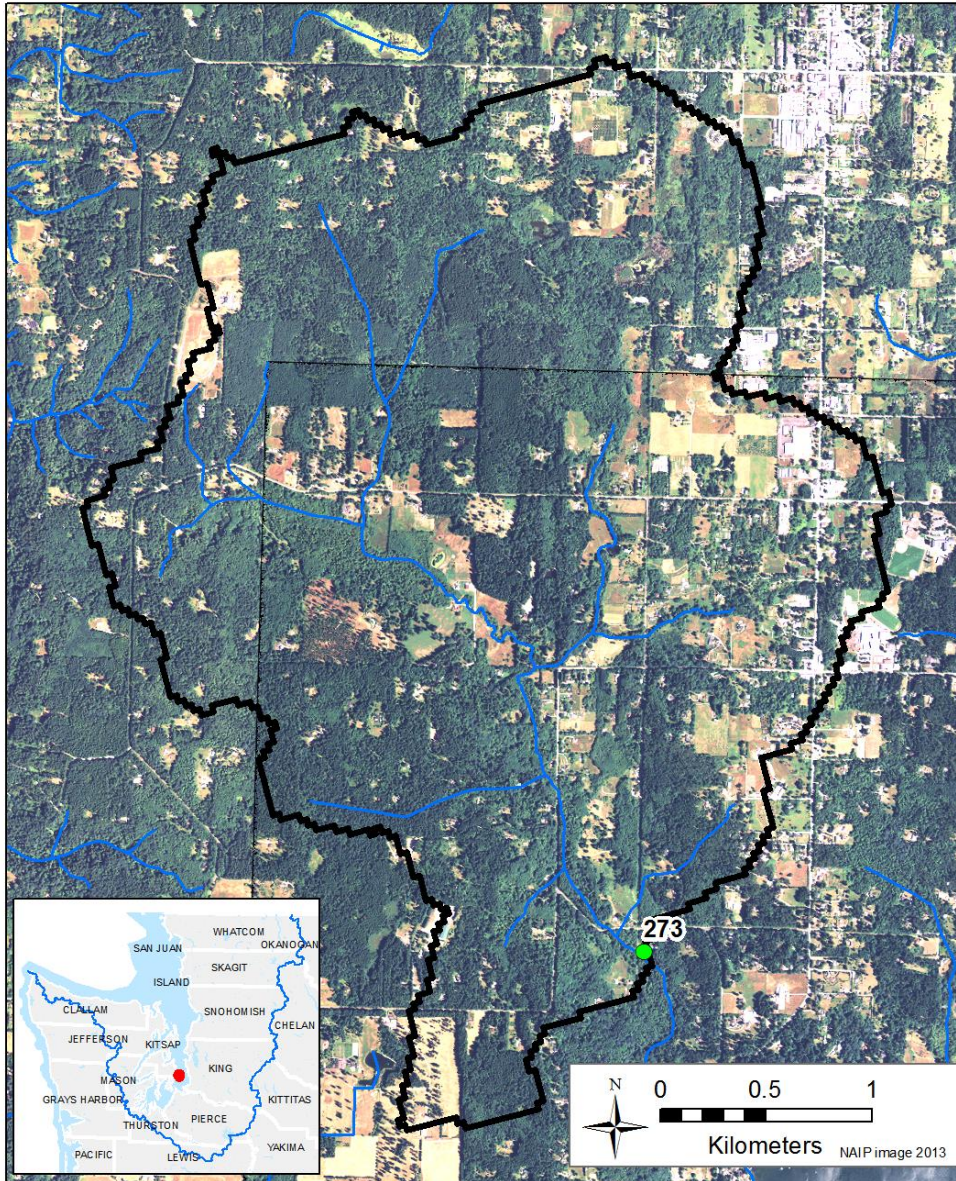 273
WHATCOM
OKANOGAN
SAN JUAN
SKAGIT
ISLAND
SNOHOMISH
CLALLAM
CHELAN
JEFFERSON
KITSAP
KING
MASON
GRAYS HARBOR
KITTITAS
PIERCE
THURSTON
YAKIMA
PACIFIC
LEWIS
N
0 0.5 1
Kilometers
NAIP image 2013